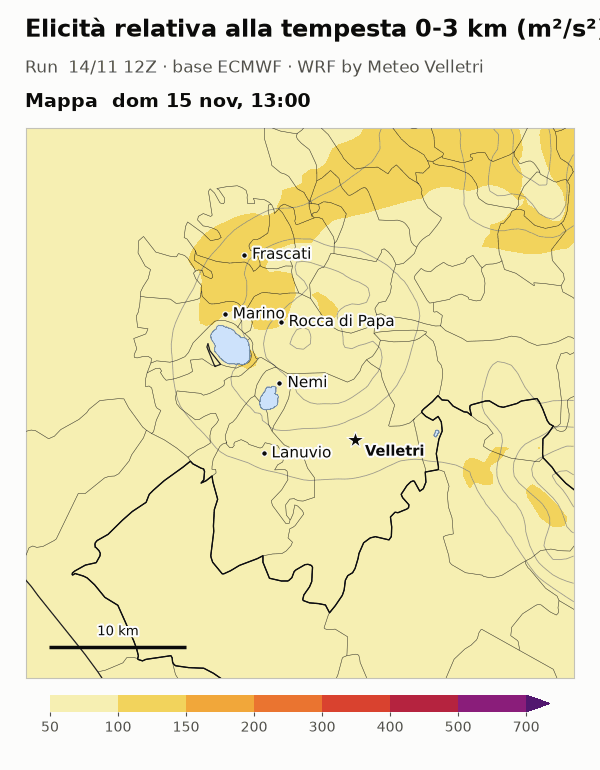 Elicità relativa alla tempesta 0-3 km (m²/s²)
Run 14/11 12Z · base ECMWF · WRF by Meteo Velletri
Mappa dom 15 nov, 13:00
Frascati
Marino
Rocca di Papa
Nemi
Lanuvio
Velletri
10 km
50 100 150 200 300 400 500 700